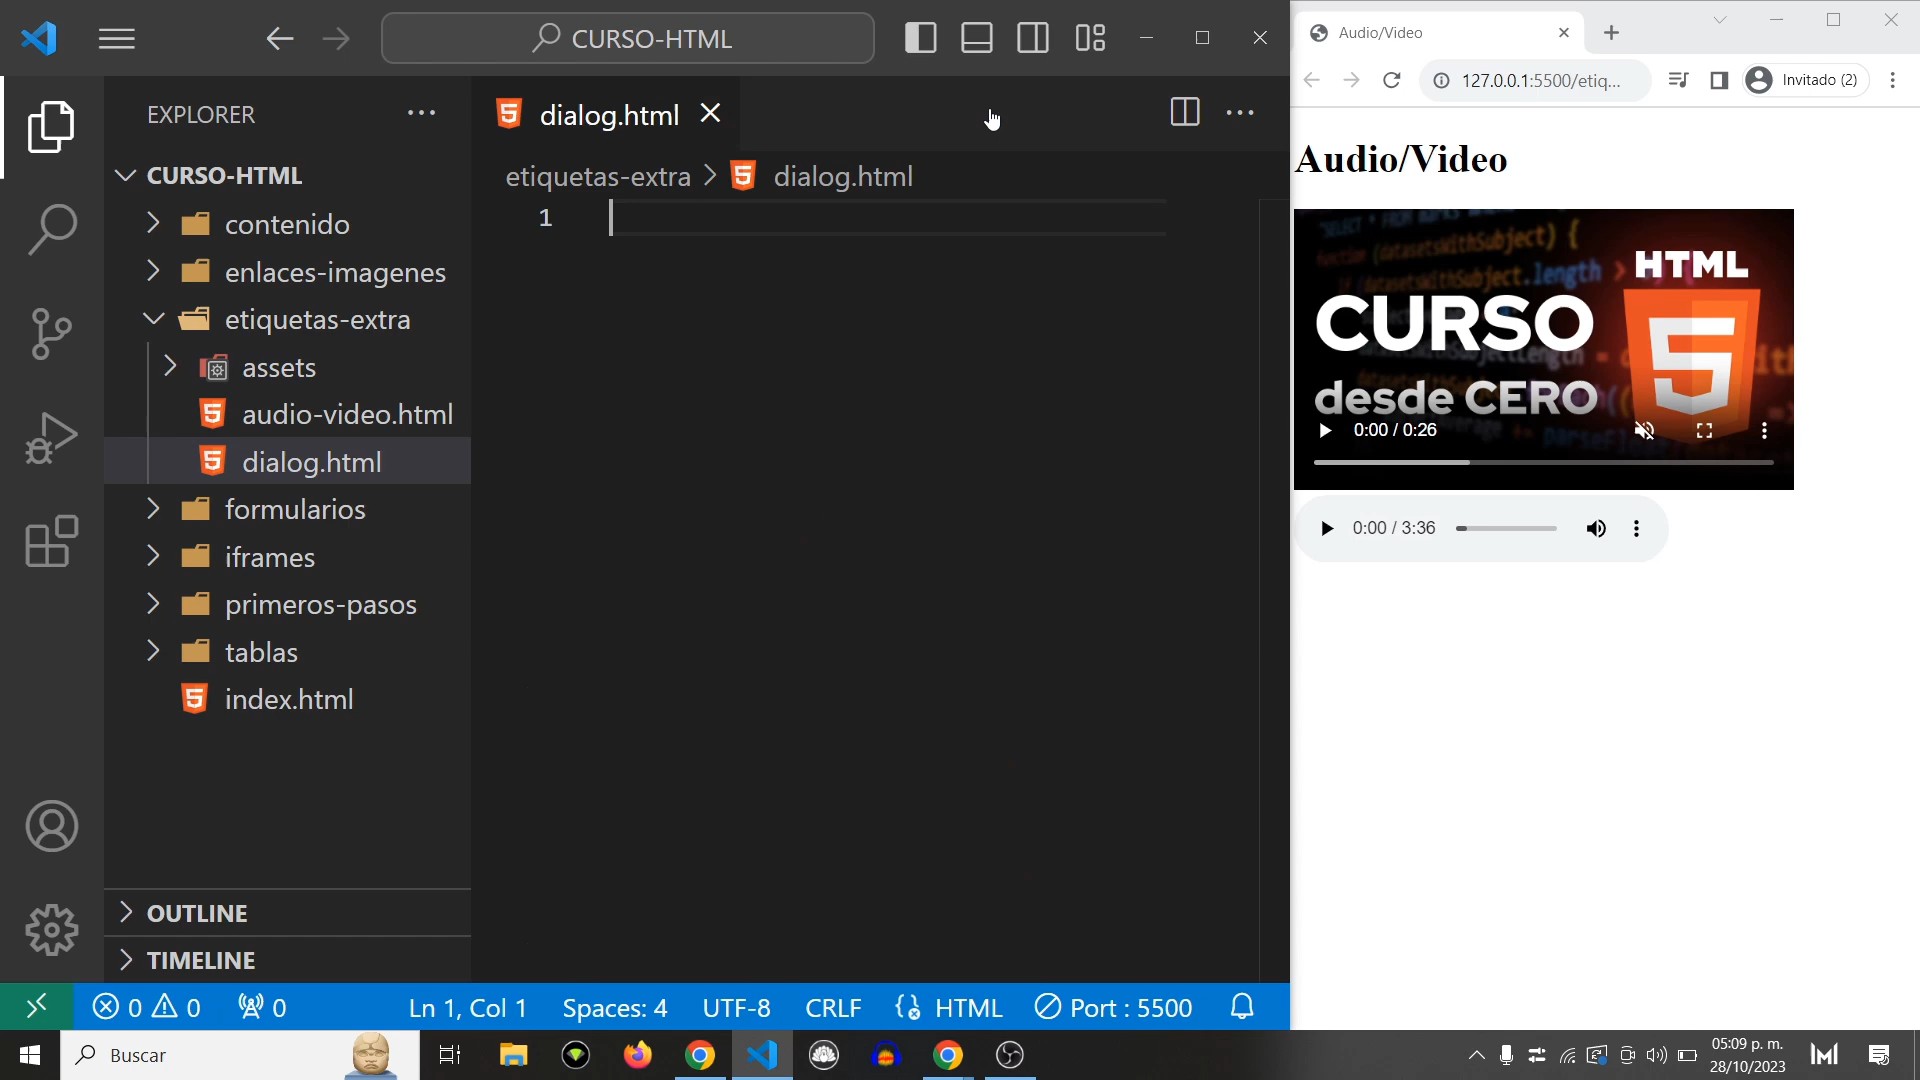 CURSO-HTML
EXPLORER
CURSO-HTML
contenido
enlaces-imagenes
etiquetas-extra
assets
audio-video.html
dialog.html
formularios
iframes
primeros-pasos
tablas
index.html
OUTLINE
TIMELINE
dialog.html
etiquetas-extra > dialog.html
1
0 0 0 Ln 1, Col 1 Spaces: 4 UTF-8 CRLF HTML Port : 5500
Audio/Video
127.0.0.1:5500/etiq... Invitado (2)
Audio/Video
HTML
CURSO
desde CERO
0:00 / 0:26
0:00 / 3:36
Buscar
05:09 p. m.
28/10/2023